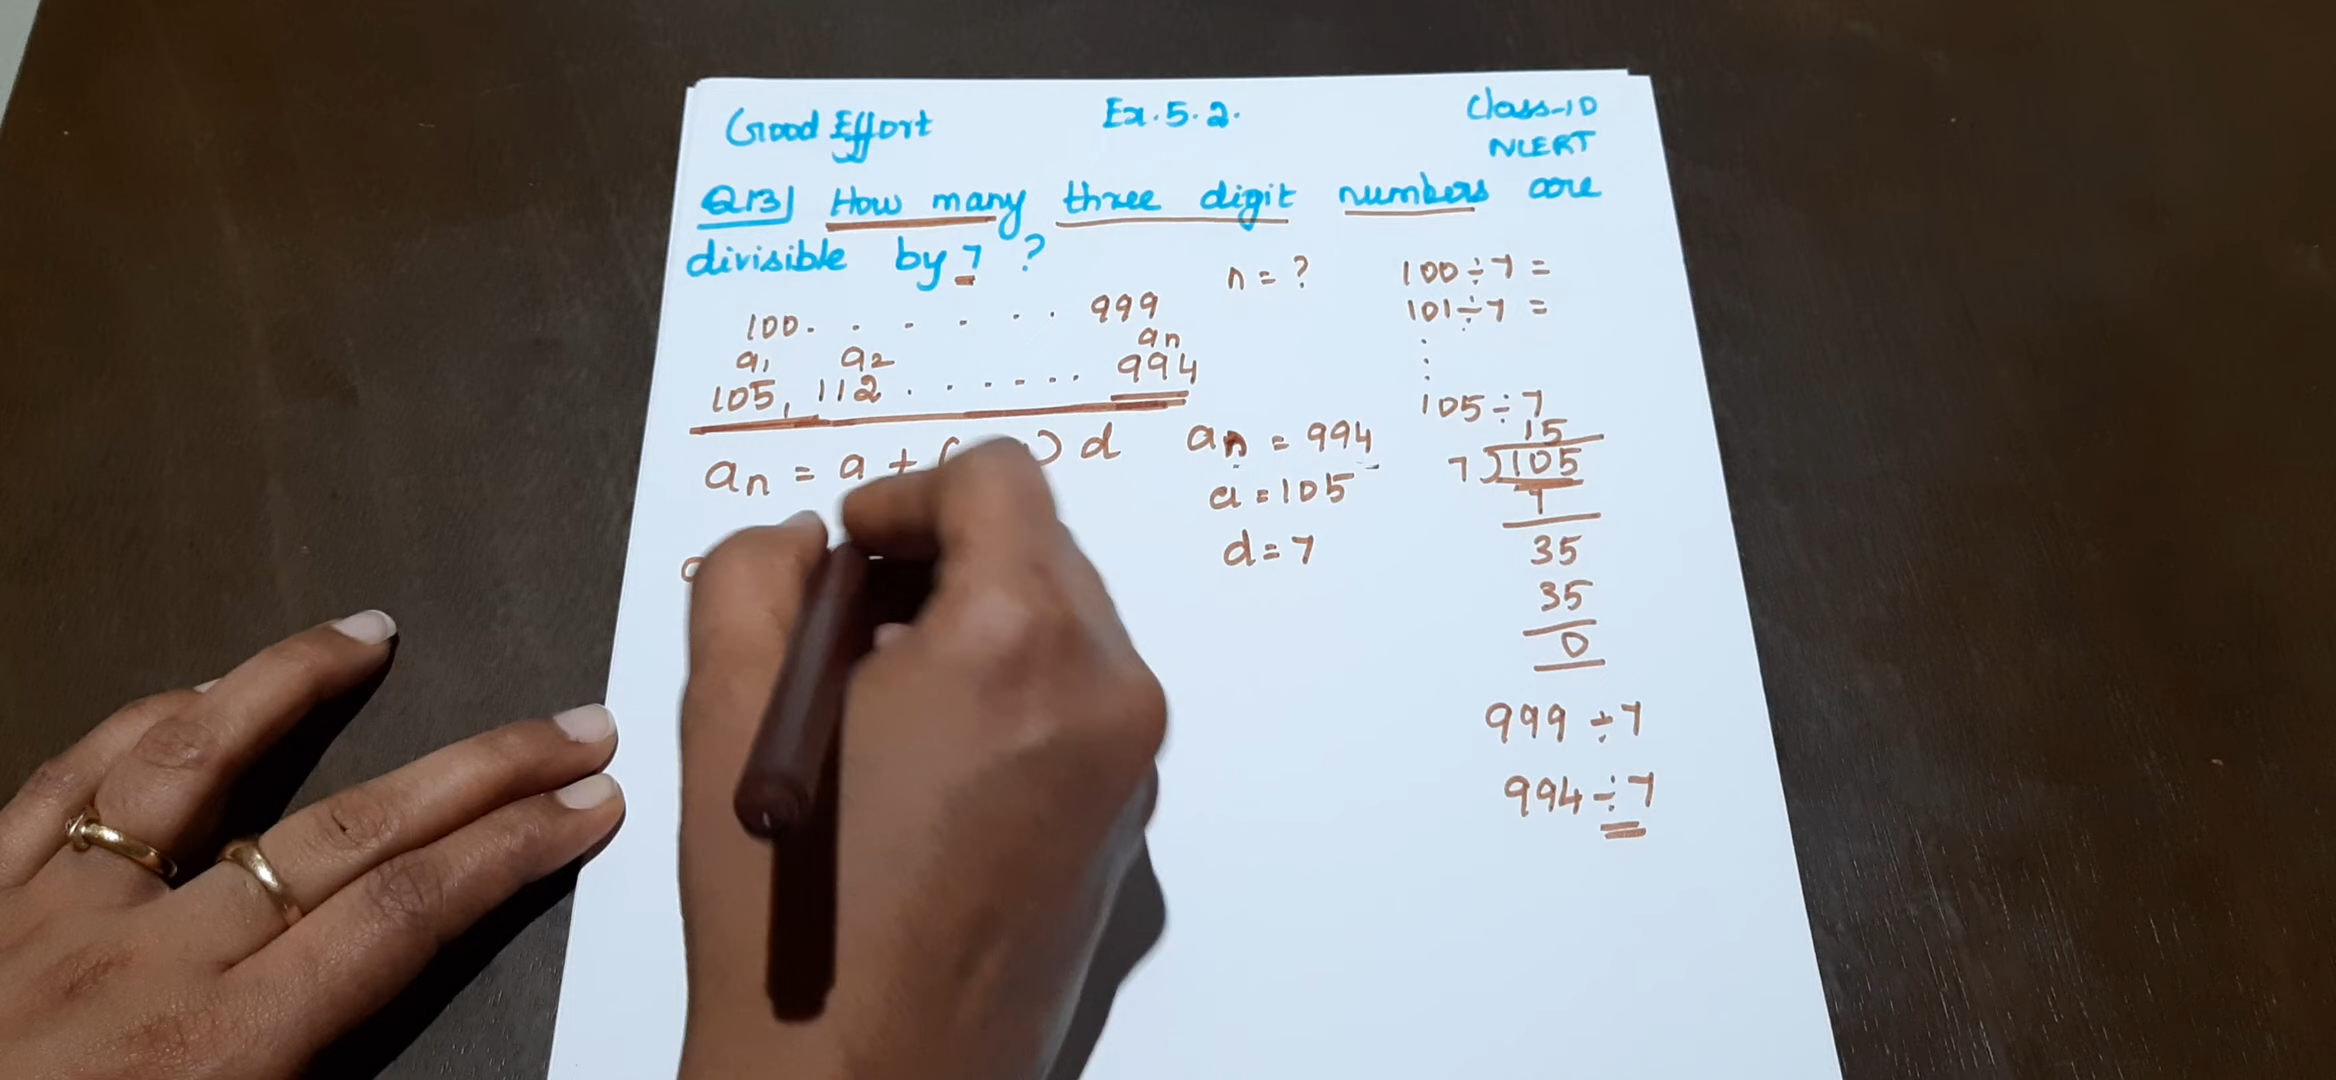 Good Effort Ex. 5.2. Class-10
NCERT
Q13) How many three digit numbers are
divisible by 7 ?
n = ?
100 ÷ 7 =
101 ÷ 7 =
100 . . . . . . 999
a1 a2 an
105, 112 . . . . . . 994
105 ÷ 7
an = a + ( ) d
an = 994
a = 105
d = 7
15
7)105
7
35
35
0
999 ÷ 7
994 ÷ 7